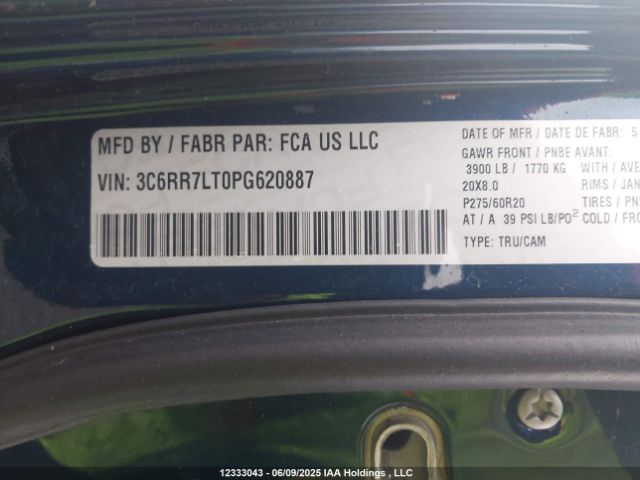 MFD BY / FABR PAR: FCA US LLC
VIN: 3C6RR7LT0PG620887
DATE OF MFR / DATE DE FABR: 5
GAWR FRONT / PNBE AVANT:
3900 LB / 1770 KG WITH / AVE
20X8.0 RIMS / JAN
P275/60R20 TIRES / PNE
AT / A 39 PSI LB/PO² COLD / FRO
TYPE: TRU/CAM
12333043 - 06/09/2025 IAA Holdings , LLC